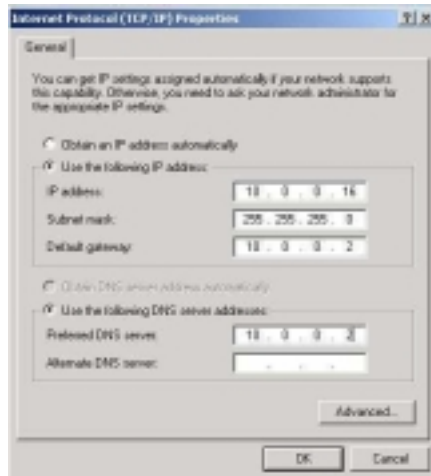 Internet Protocol (TCP/IP) Properties
General
You can get IP settings assigned automatically if your network supports
this capability. Otherwise, you need to ask your network administrator for
the appropriate IP settings.
Obtain an IP address automatically
Use the following IP address:
IP address: 10 . 0 . 0 . 16
Subnet mask: 255 . 255 . 255 . 0
Default gateway: 10 . 0 . 0 . 2
Obtain DNS server address automatically
Use the following DNS server addresses:
Preferred DNS server: 10 . 0 . 0 . 2
Alternate DNS server: . . .
Advanced...
OK Cancel